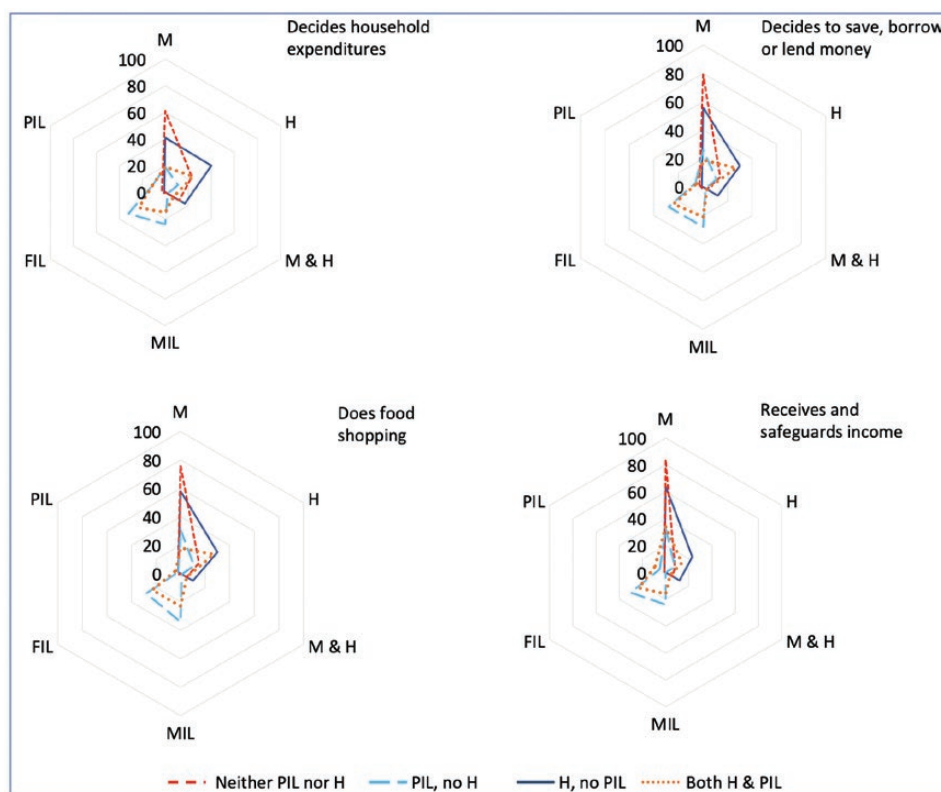 Decides household
expenditures
M
100
80
60
40
20
0
PIL
H
FIL
M & H
MIL
Decides to save, borrow
or lend money
M
100
80
60
40
20
0
PIL
H
FIL
M & H
MIL
Does food
shopping
M
100
80
60
40
20
0
PIL
H
FIL
M & H
MIL
Receives and
safeguards income
M
100
80
60
40
20
0
PIL
H
FIL
M & H
MIL
Neither PIL nor H
PIL, no H
H, no PIL
Both H & PIL